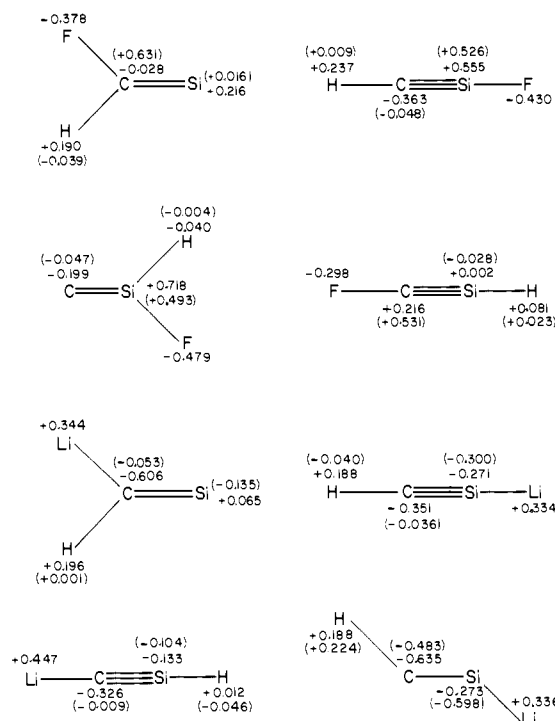 -0.378
F
(+0.631)
-0.028
C Si (+0.016)
+0.216
H
+0.190
(-0.039)
(+0.009) (+0.526)
+0.237 +0.555
H C Si F
-0.363 -0.430
(-0.048)
(-0.004)
-0.040
H
(-0.047)
-0.199
C Si +0.718
(+0.493)
F
-0.479
(-0.028)
-0.298 +0.002
F C Si H
+0.216 +0.081
(+0.531) (+0.023)
+0.344
Li
(-0.053)
-0.606
C Si (-0.135)
+0.065
H
+0.196
(+0.001)
(-0.040) (-0.300)
+0.188 -0.271
H C Si Li
-0.351 +0.334
(-0.036)
(-0.104)
+0.447 -0.133
Li C Si H
-0.326 +0.012
(-0.009) (-0.046)
H
+0.188 (-0.483)
(+0.224) -0.635
C Si
-0.273
(-0.598) +0.336
Li